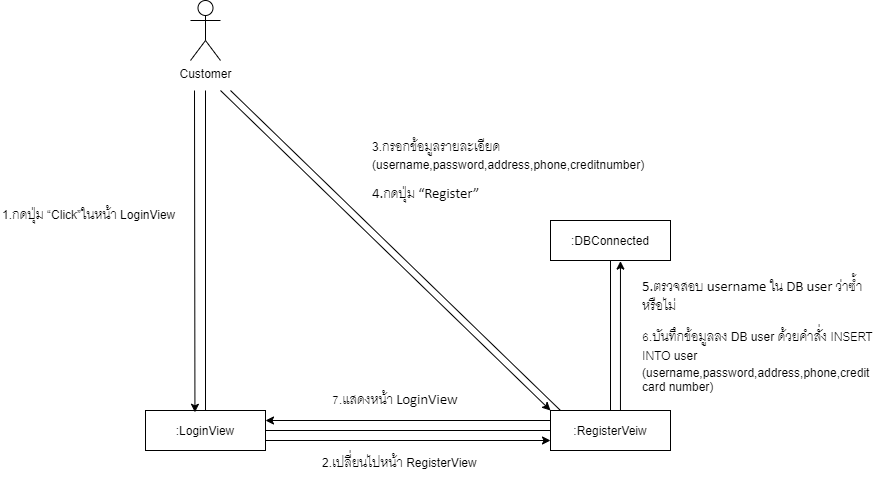 Customer
3.กรอกข้อมูลรายละเอียด
(username,password,address,phone,creditnumber)
4.กดปุ่ม “Register”
1.กดปุ่ม “Click”ในหน้า LoginView
:DBConnected
5.ตรวจสอบ username ใน DB user ว่าซ้ำ
หรือไม่
6.บันทึกข้อมูลลง DB user ด้วยคำสั่ง INSERT
INTO user
(username,password,address,phone,credit
card number)
7.แสดงหน้า LoginView
:LoginView
:RegisterVeiw
2.เปลี่ยนไปหน้า RegisterView